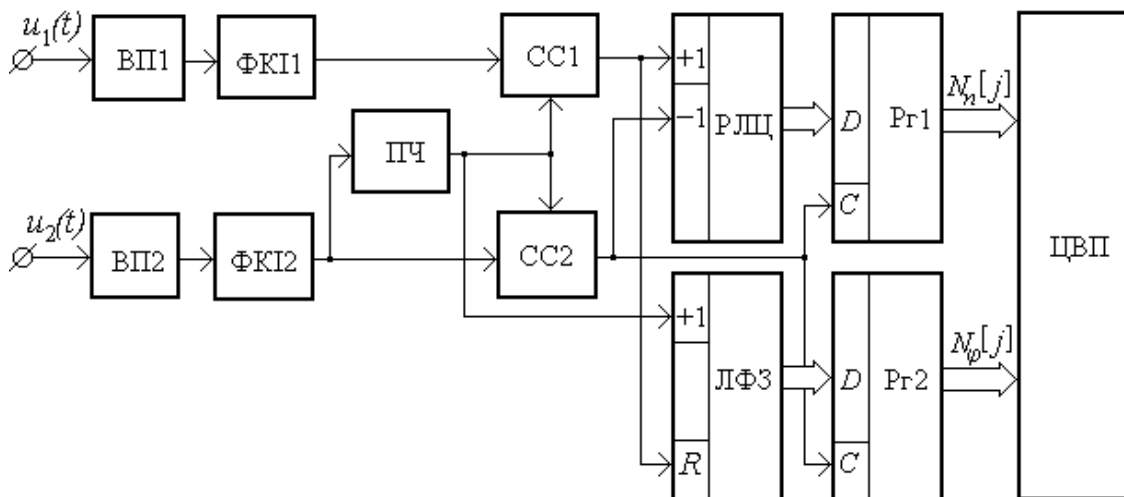 u₁(t)
ВП1
ФКІ1
СС1
ПЧ
u₂(t)
ВП2
ФКІ2
СС2
+1
−1
РЛЦ
D
C
Рг1
Nₙ[j]
+1
R
ЛФЗ
D
C
Рг2
Nᵩ[j]
ЦВП